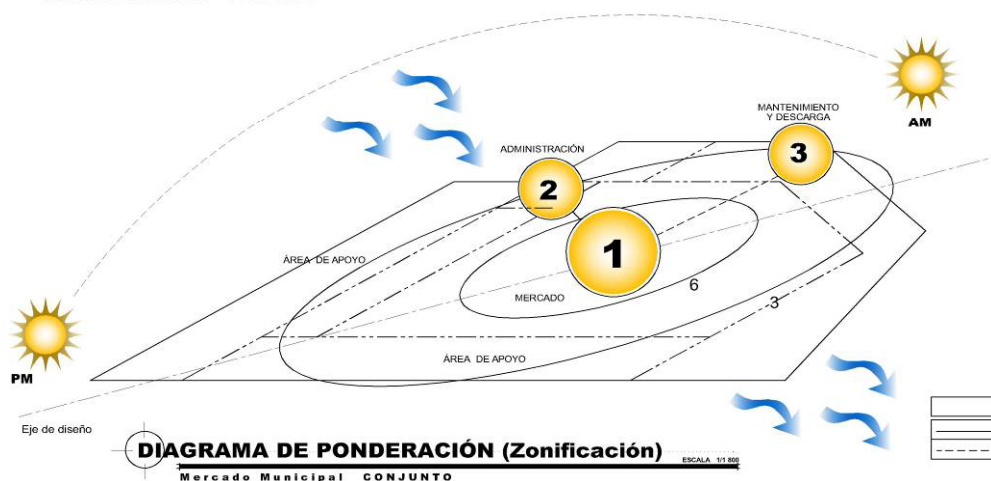 AM
MANTENIMIENTO
Y DESCARGA
3
ADMINISTRACIÓN
2
1
ÁREA DE APOYO
MERCADO
6
3
ÁREA DE APOYO
PM
Eje de diseño
DIAGRAMA DE PONDERACIÓN (Zonificación)
ESCALA 1/1 800
Mercado Municipal CONJUNTO